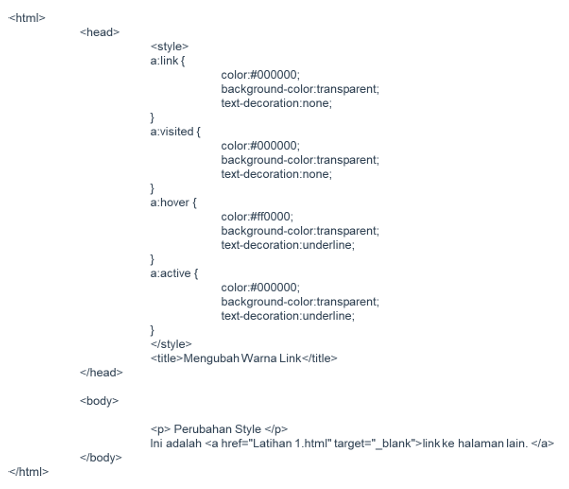 <html>
<head>
<style>
a:link {
color:#000000;
background-color:transparent;
text-decoration:none;
}
a:visited {
color:#000000;
background-color:transparent;
text-decoration:none;
}
a:hover {
color:#ff0000;
background-color:transparent;
text-decoration:underline;
}
a:active {
color:#000000;
background-color:transparent;
text-decoration:underline;
}
</style>
<title>Mengubah Warna Link</title>
</head>
<body>
<p> Perubahan Style </p>
Ini adalah <a href="Latihan 1.html" target="_blank">link ke halaman lain. </a>
</body>
</html>